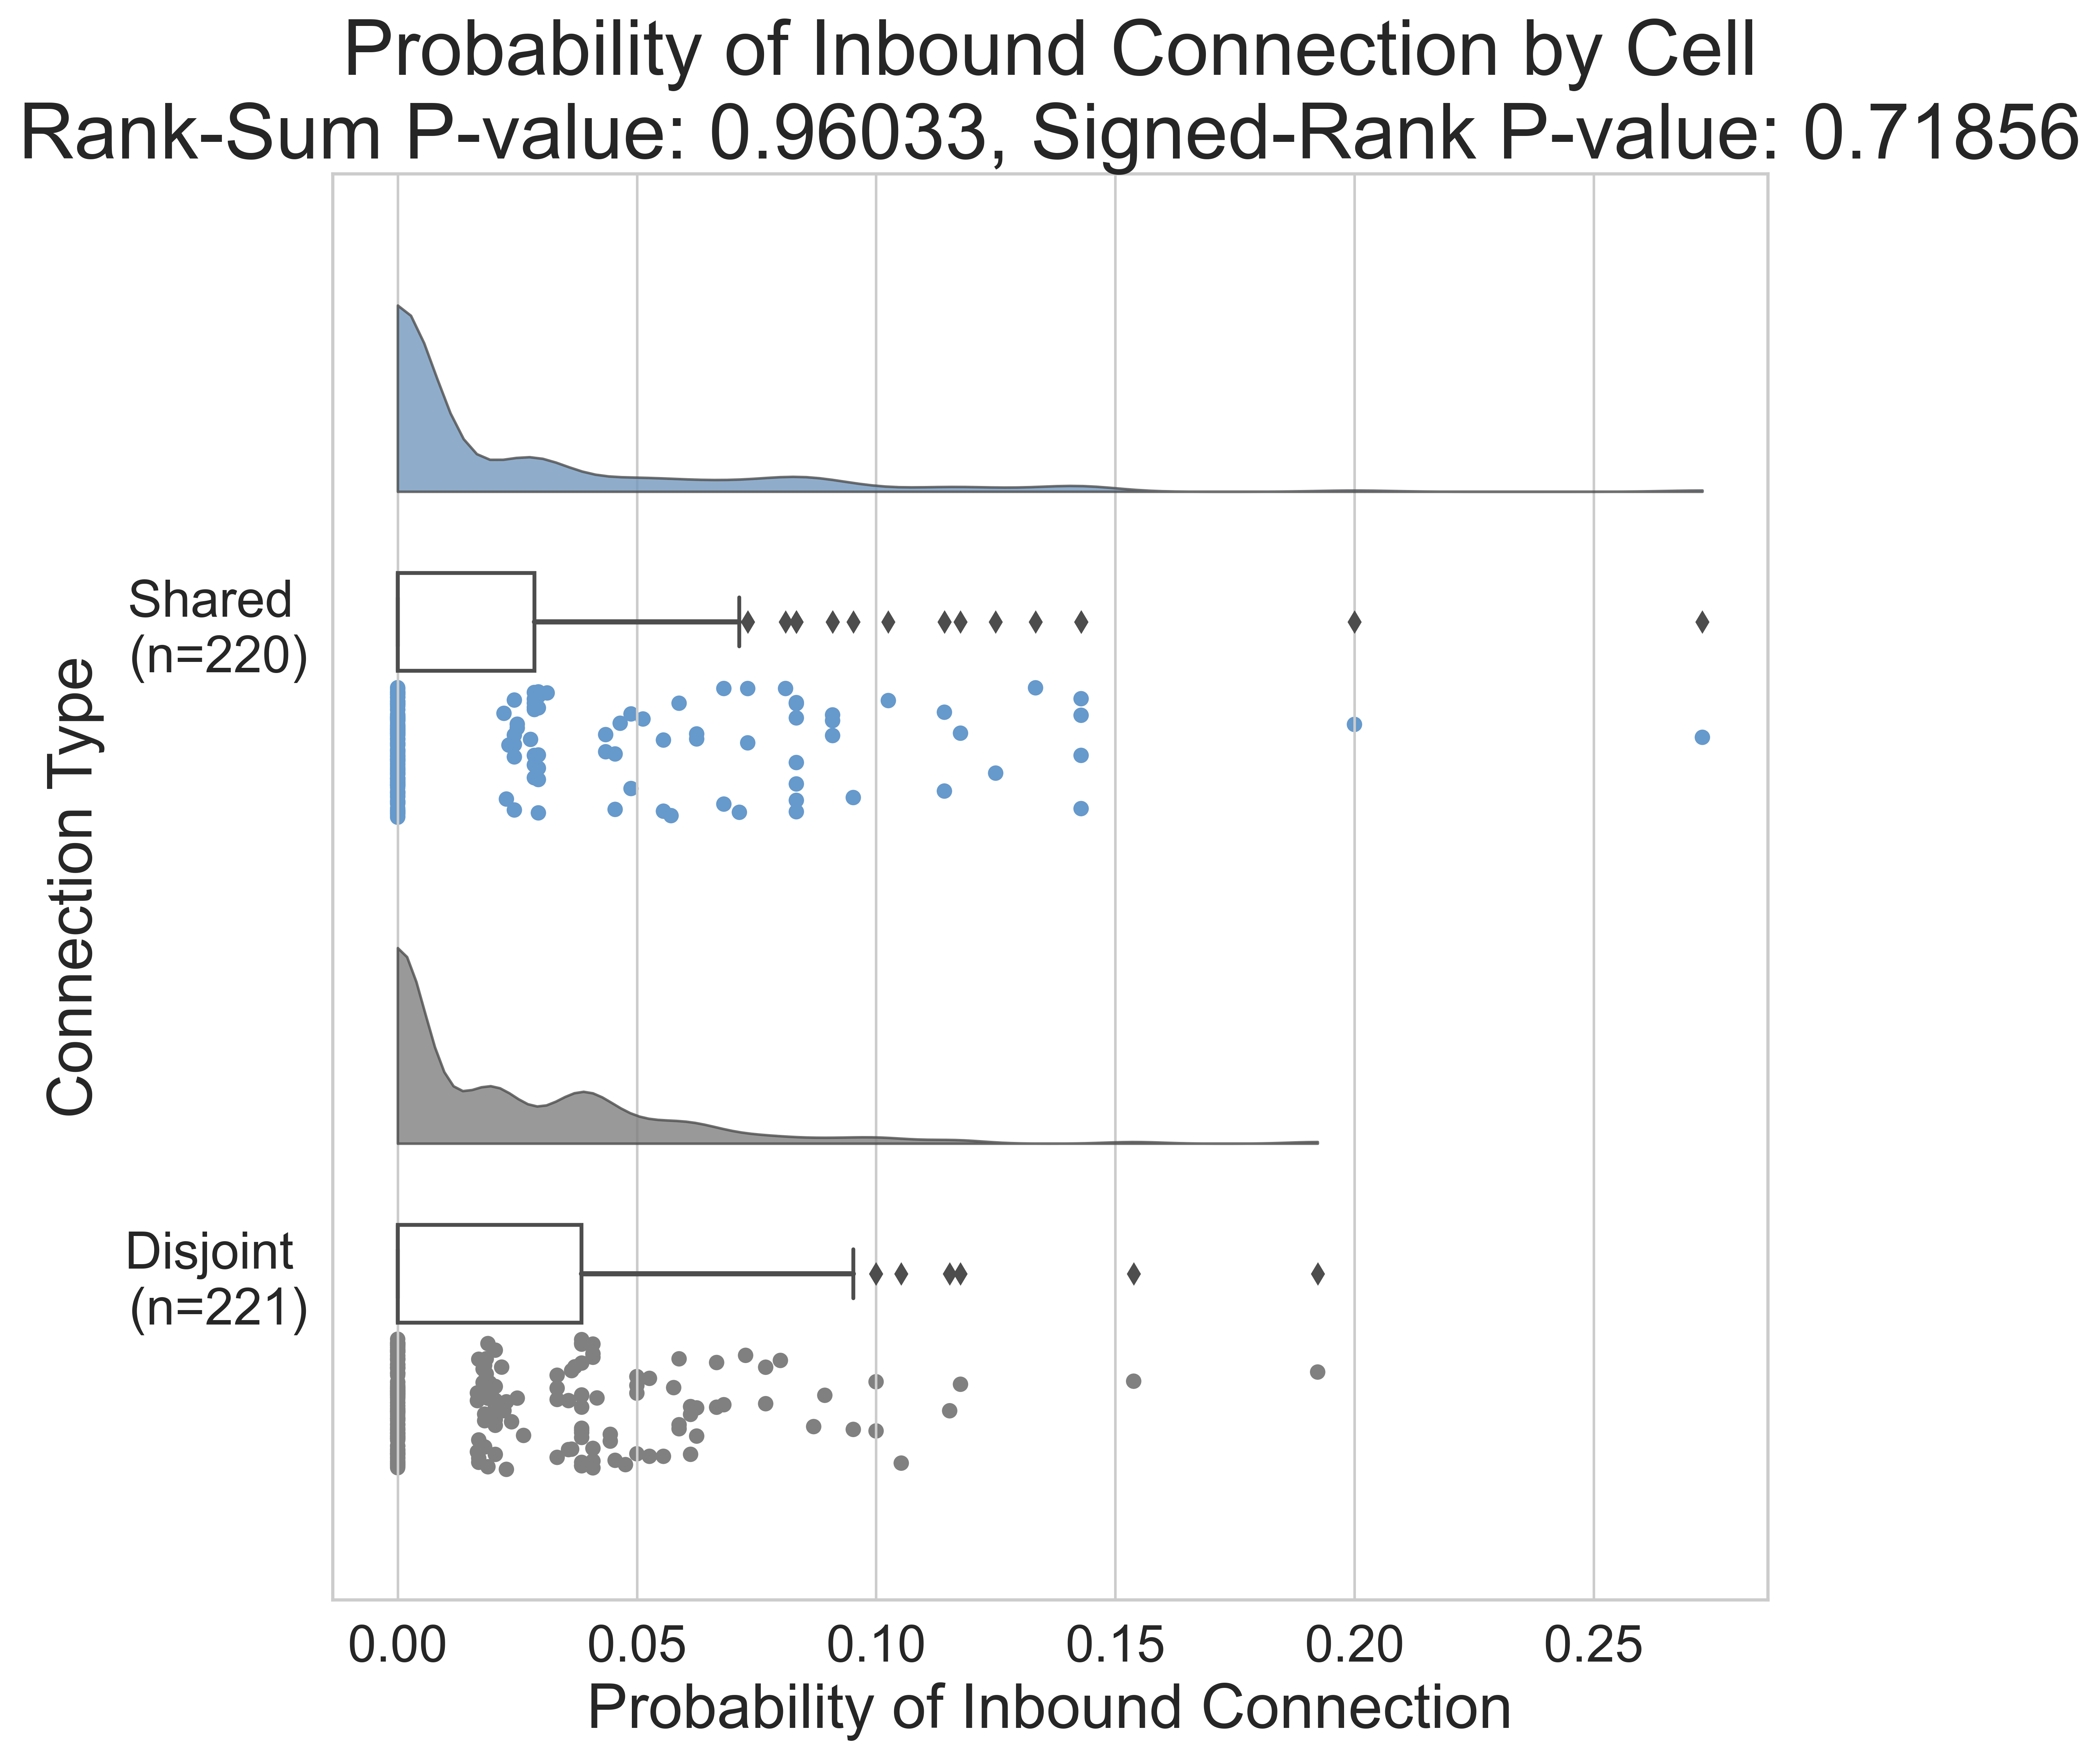 Probability of Inbound Connection by Cell
Rank-Sum P-value: 0.96033, Signed-Rank P-value: 0.71856
Connection Type
Shared
(n=220)
Disjoint
(n=221)
0.00 0.05 0.10 0.15 0.20 0.25
Probability of Inbound Connection